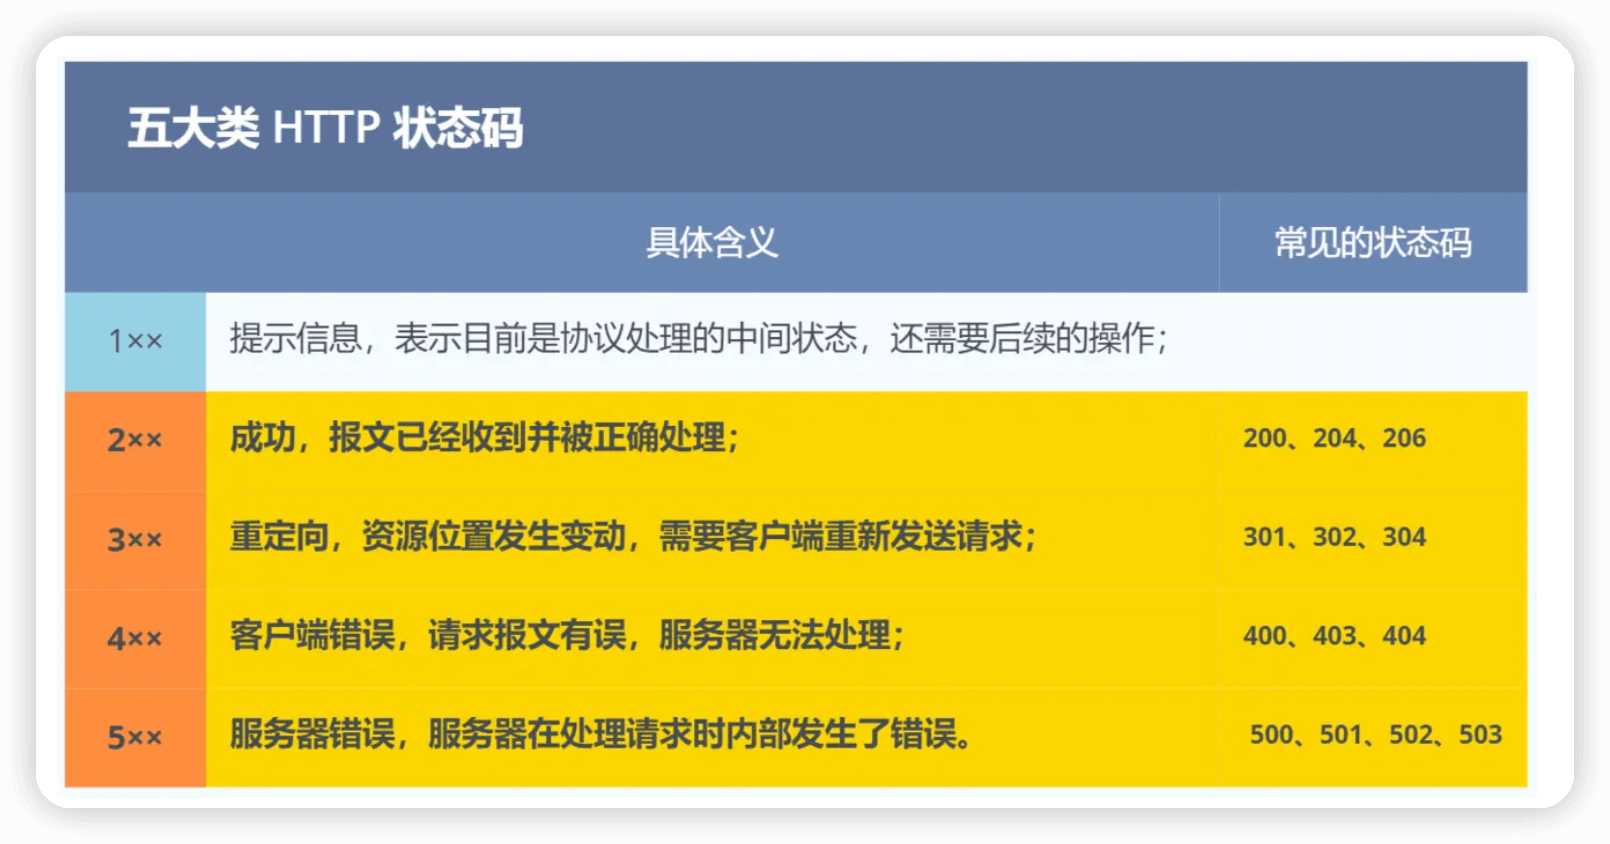 五大类 HTTP 状态码
具体含义 常见的状态码
1×× 提示信息，表示目前是协议处理的中间状态，还需要后续的操作；
2×× 成功，报文已经收到并被正确处理； 200、204、206
3×× 重定向，资源位置发生变动，需要客户端重新发送请求； 301、302、304
4×× 客户端错误，请求报文有误，服务器无法处理； 400、403、404
5×× 服务器错误，服务器在处理请求时内部发生了错误。 500、501、502、503